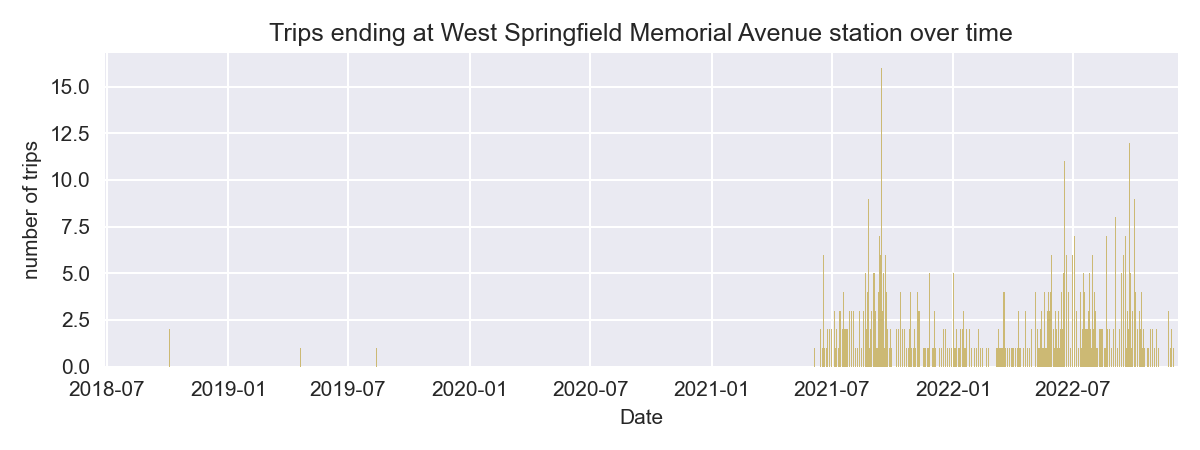 Trips ending at West Springfield Memorial Avenue station over time
number of trips
15.0
12.5
10.0
7.5
5.0
2.5
0.0
2018-07 2019-01 2019-07 2020-01 2020-07 2021-01 2021-07 2022-01 2022-07
Date